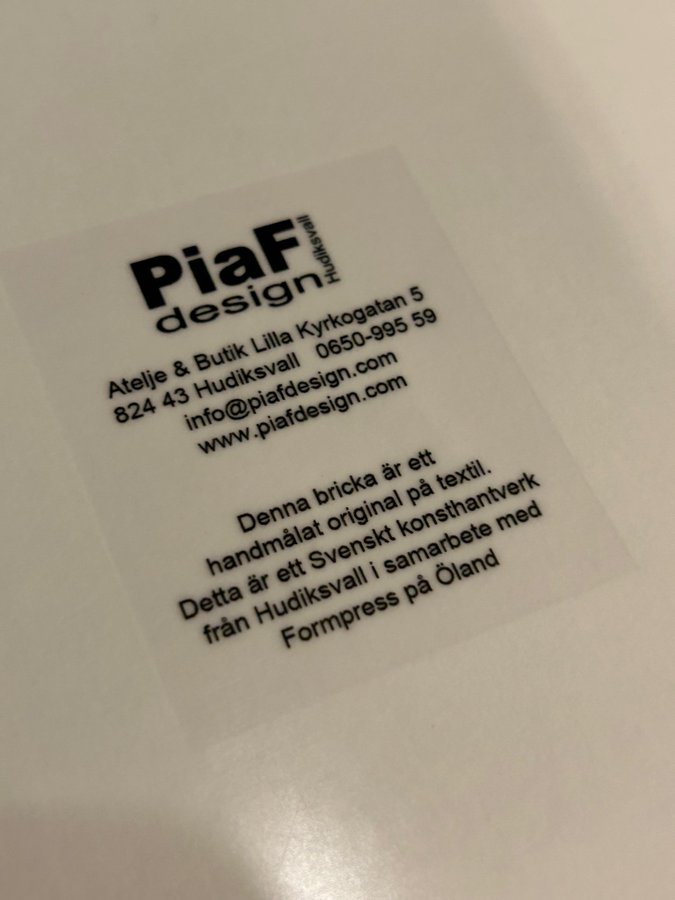 PiaF
design
Hudiksvall
Atelje & Butik Lilla Kyrkogatan 5
824 43 Hudiksvall 0650-995 59
info@piafdesign.com
www.piafdesign.com
Denna bricka är ett
handmålat original på textil.
Detta är ett Svenskt konsthantverk
från Hudiksvall i samarbete med
Formpress på Öland